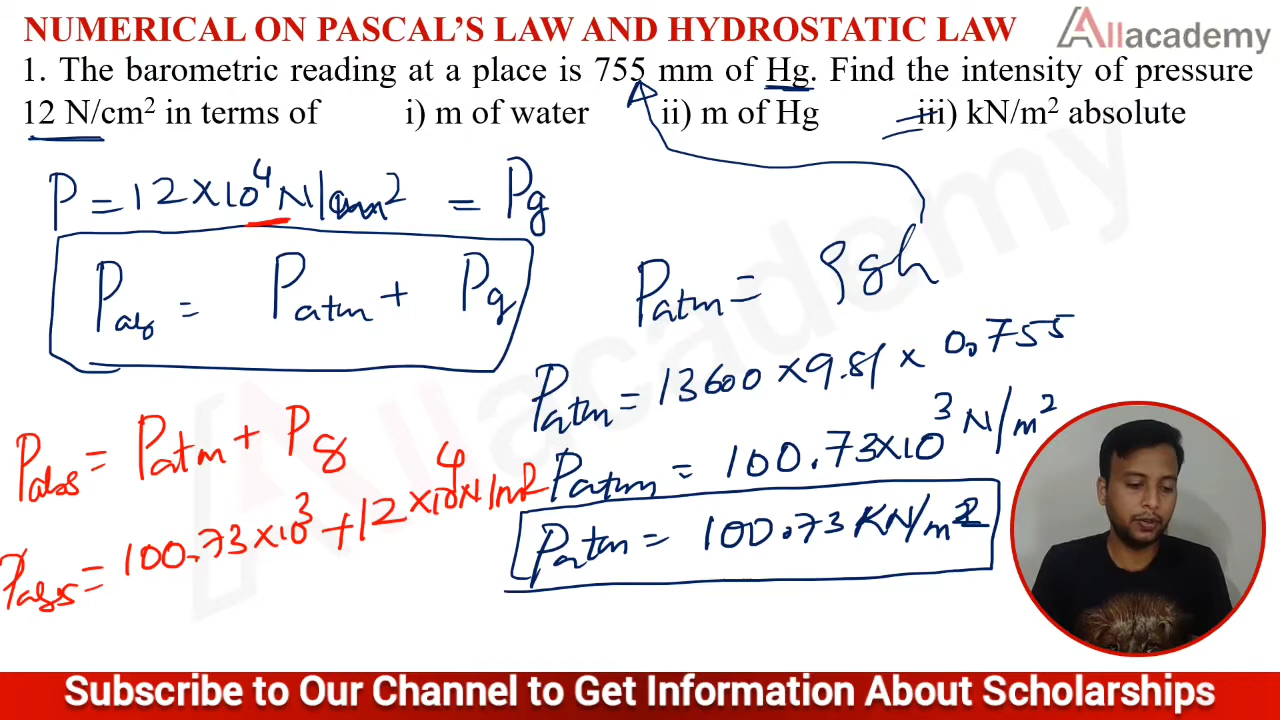 NUMERICAL ON PASCAL'S LAW AND HYDROSTATIC LAW
Allacademy
1. The barometric reading at a place is 755 mm of Hg. Find the intensity of pressure
12 N/cm² in terms of i) m of water ii) m of Hg iii) kN/m² absolute
P = 12×10⁴ N/m² = Pg
Pabs = Patm + Pg
Patm = ρgh
Patm = 13600 × 9.81 × 0.755
Patm = 100.73×10³ N/m²
Patm = 100.73 KN/m²
Pabs = Patm + Pg
Pabs = 100.73×10³ + 12×10⁴ N/m²
Subscribe to Our Channel to Get Information About Scholarships